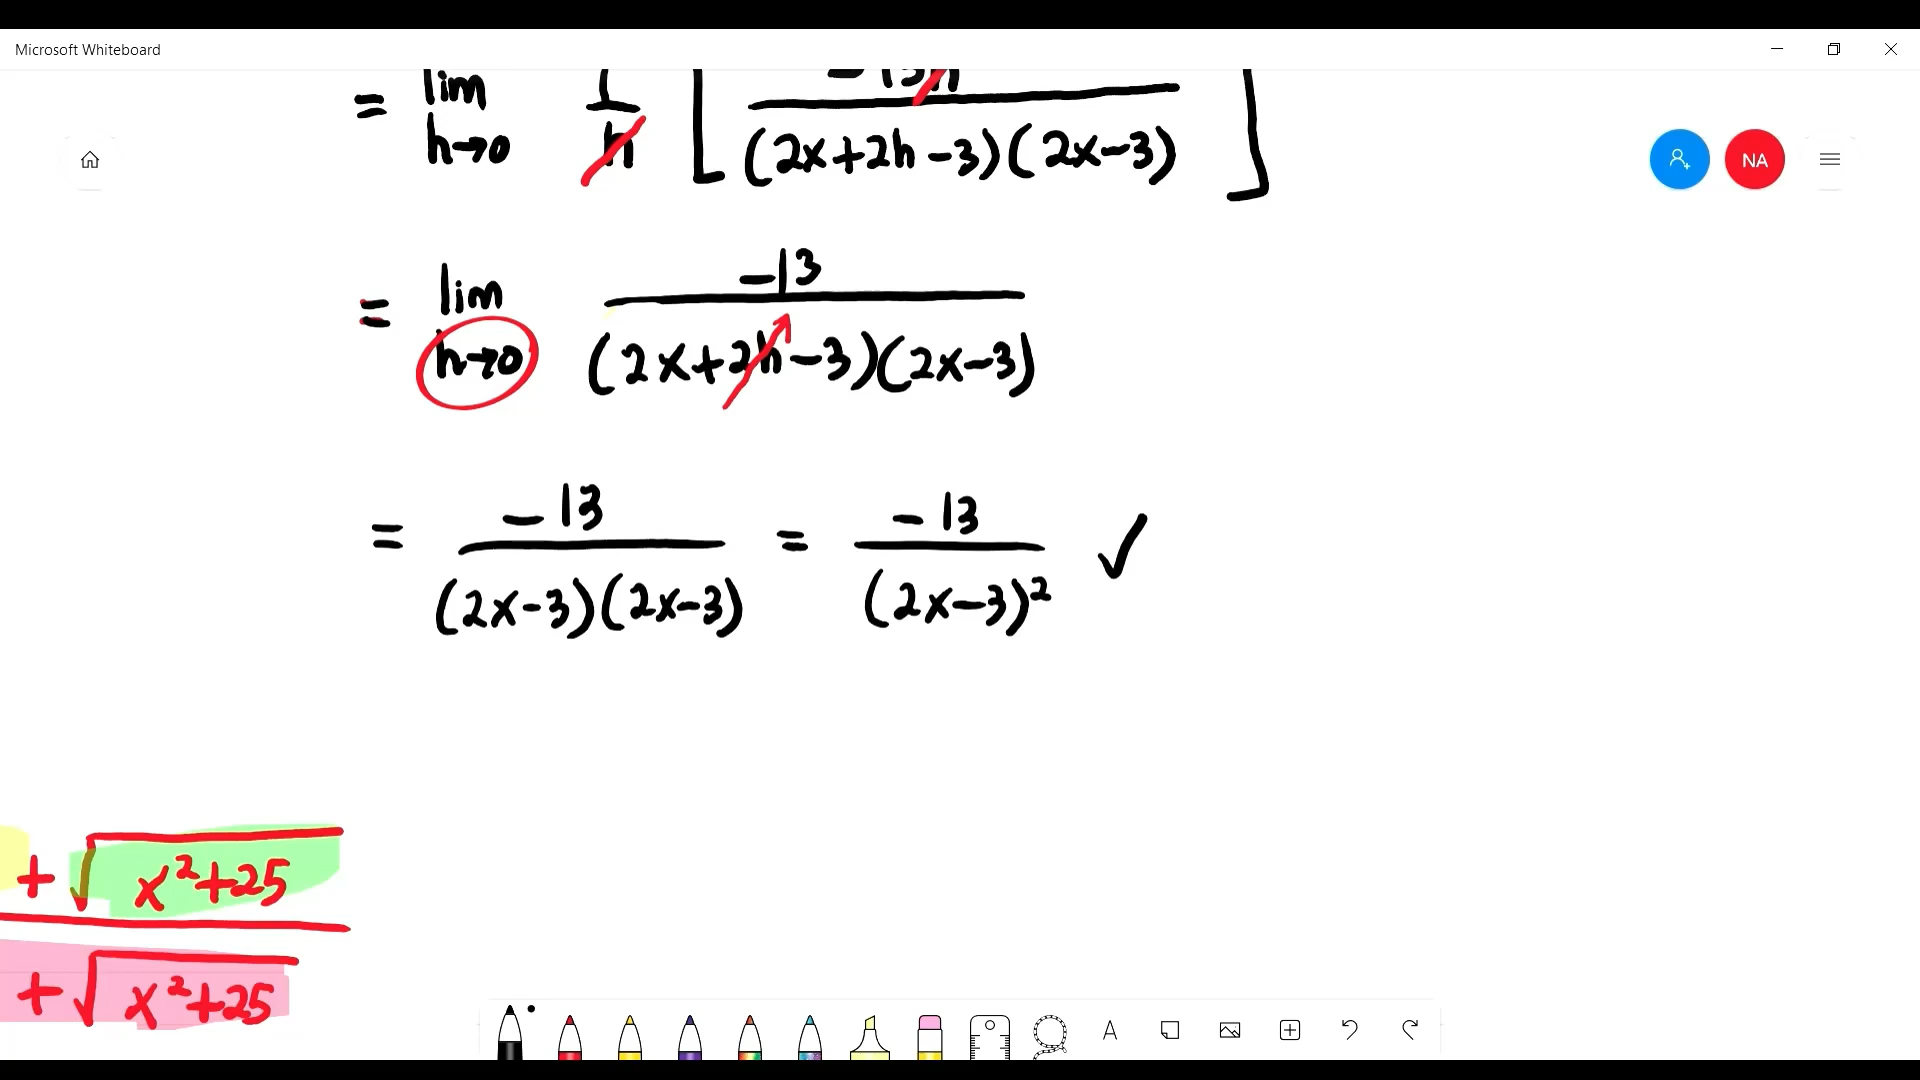 Microsoft Whiteboard
= lim h→0 1/h [ -13h / (2x+2h-3)(2x-3) ]
NA
= lim h→0 -13 / (2x+2h-3)(2x-3)
= -13 / (2x-3)(2x-3) = -13 / (2x-3)² ✓
+ √x²+25
+ √x²+25
A